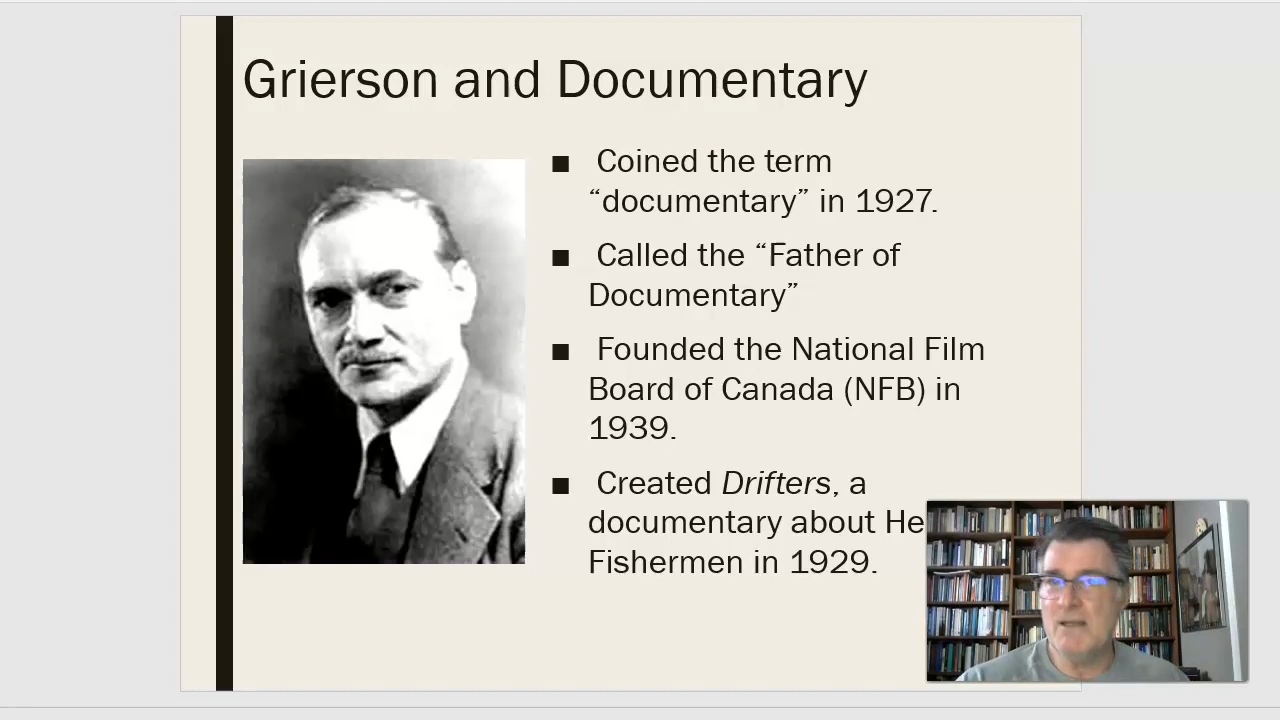 Grierson and Documentary
■ Coined the term
“documentary” in 1927.
■ Called the “Father of
Documentary”
■ Founded the National Film
Board of Canada (NFB) in
1939.
■ Created Drifters, a
documentary about
Fishermen in 1929.